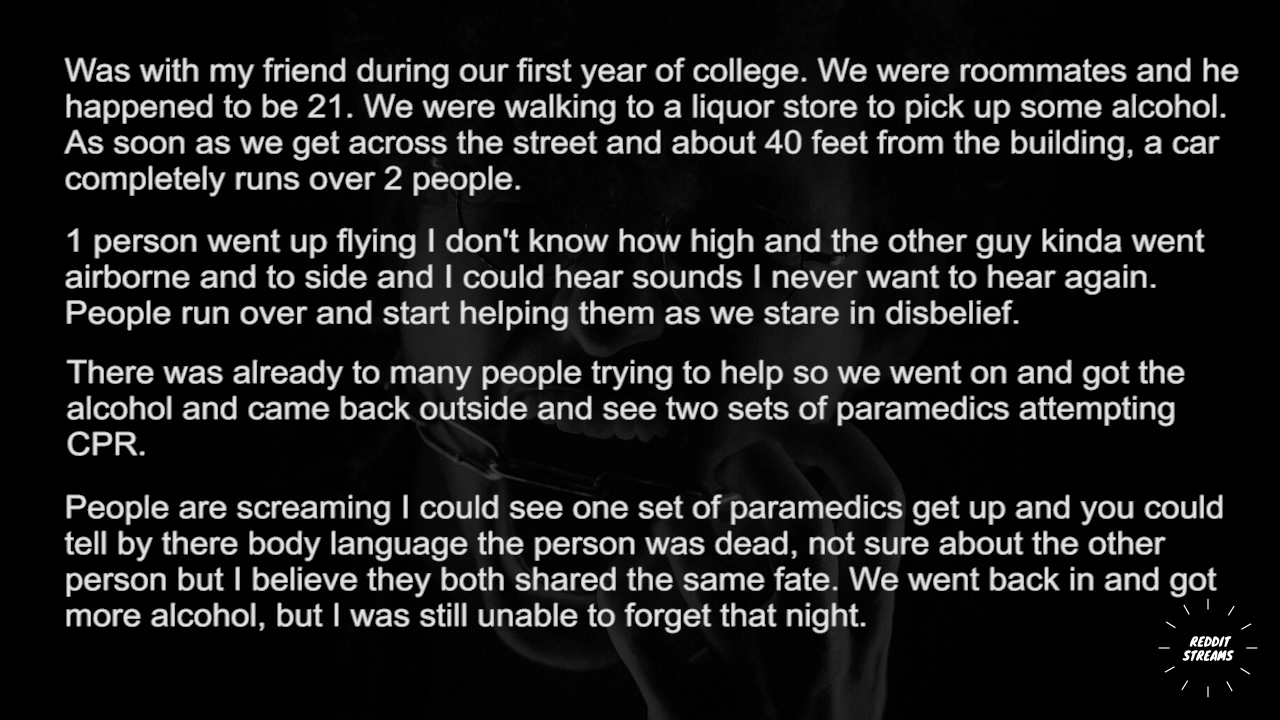 Was with my friend during our first year of college. We were roommates and he
happened to be 21. We were walking to a liquor store to pick up some alcohol.
As soon as we get across the street and about 40 feet from the building, a car
completely runs over 2 people.
1 person went up flying I don't know how high and the other guy kinda went
airborne and to side and I could hear sounds I never want to hear again.
People run over and start helping them as we stare in disbelief.
There was already to many people trying to help so we went on and got the
alcohol and came back outside and see two sets of paramedics attempting
CPR.
People are screaming I could see one set of paramedics get up and you could
tell by there body language the person was dead, not sure about the other
person but I believe they both shared the same fate. We went back in and got
more alcohol, but I was still unable to forget that night.
REDDIT
STREAMS